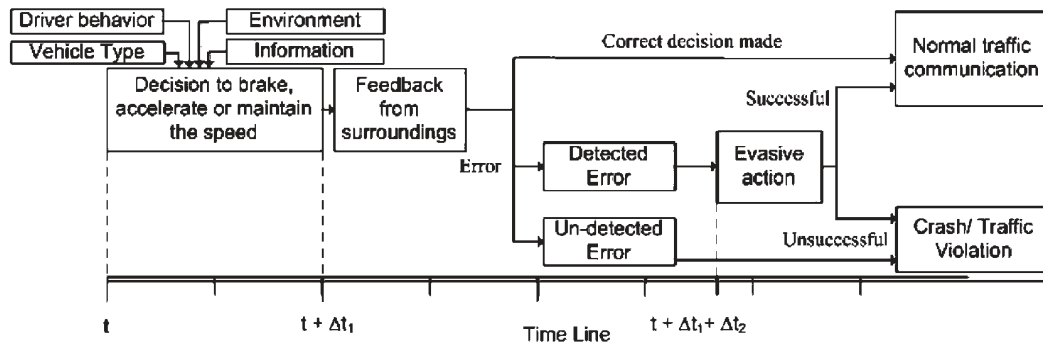 Driver behavior
Environment
Vehicle Type
Information
Decision to brake,
accelerate or maintain
the speed
Feedback
from
surroundings
Correct decision made
Normal traffic
communication
Successful
Error
Detected
Error
Evasive
action
Un-detected
Error
Unsuccessful
Crash/ Traffic
Violation
t
t + Δt₁
t + Δt₁ + Δt₂
Time Line